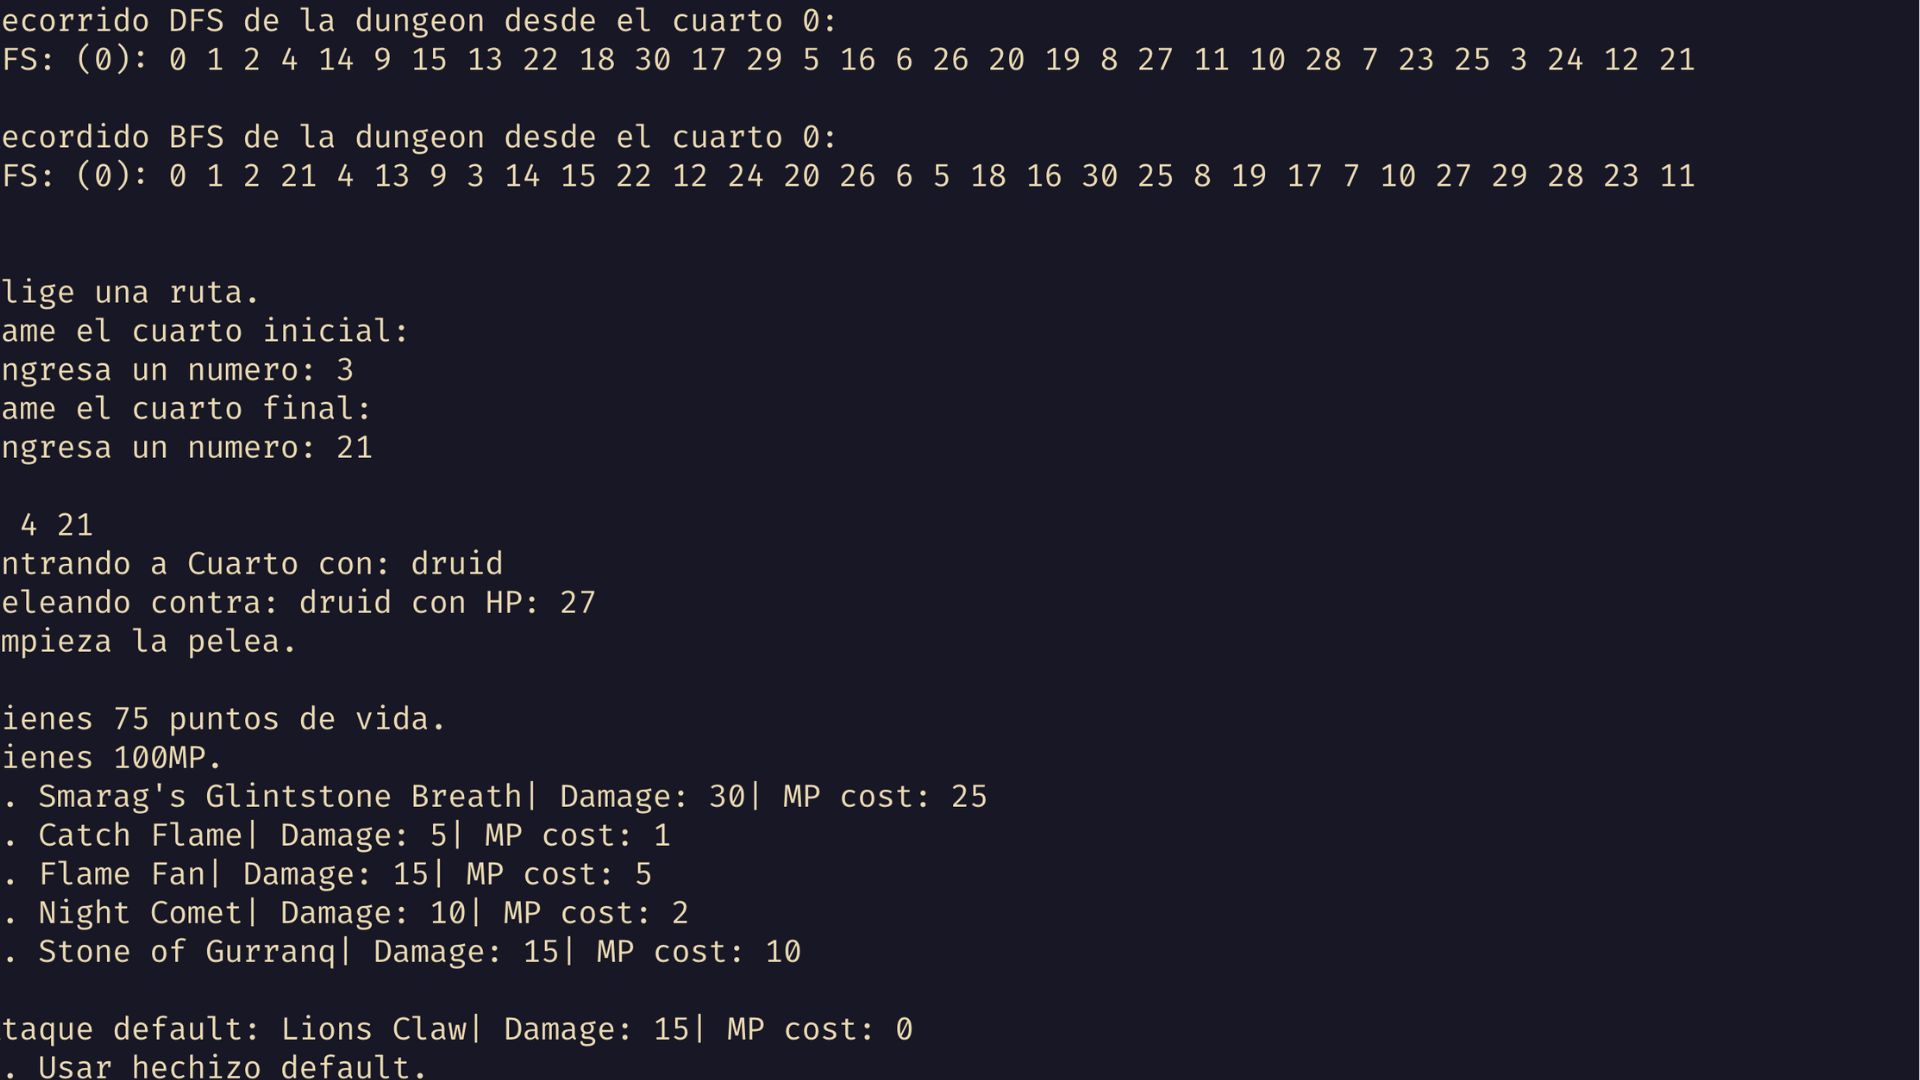 ecorrido DFS de la dungeon desde el cuarto 0:
FS: (0): 0 1 2 4 14 9 15 13 22 18 30 17 29 5 16 6 26 20 19 8 27 11 10 28 7 23 25 3 24 12 21
ecordido BFS de la dungeon desde el cuarto 0:
FS: (0): 0 1 2 21 4 13 9 3 14 15 22 12 24 20 26 6 5 18 16 30 25 8 19 17 7 10 27 29 28 23 11
lige una ruta.
ame el cuarto inicial:
ngresa un numero: 3
ame el cuarto final:
ngresa un numero: 21
4 21
ntrando a Cuarto con: druid
eleando contra: druid con HP: 27
mpieza la pelea.
ienes 75 puntos de vida.
ienes 100MP.
. Smarag's Glintstone Breath| Damage: 30| MP cost: 25
. Catch Flame| Damage: 5| MP cost: 1
. Flame Fan| Damage: 15| MP cost: 5
. Night Comet| Damage: 10| MP cost: 2
. Stone of Gurranq| Damage: 15| MP cost: 10
taque default: Lions Claw| Damage: 15| MP cost: 0
. Usar hechizo default.